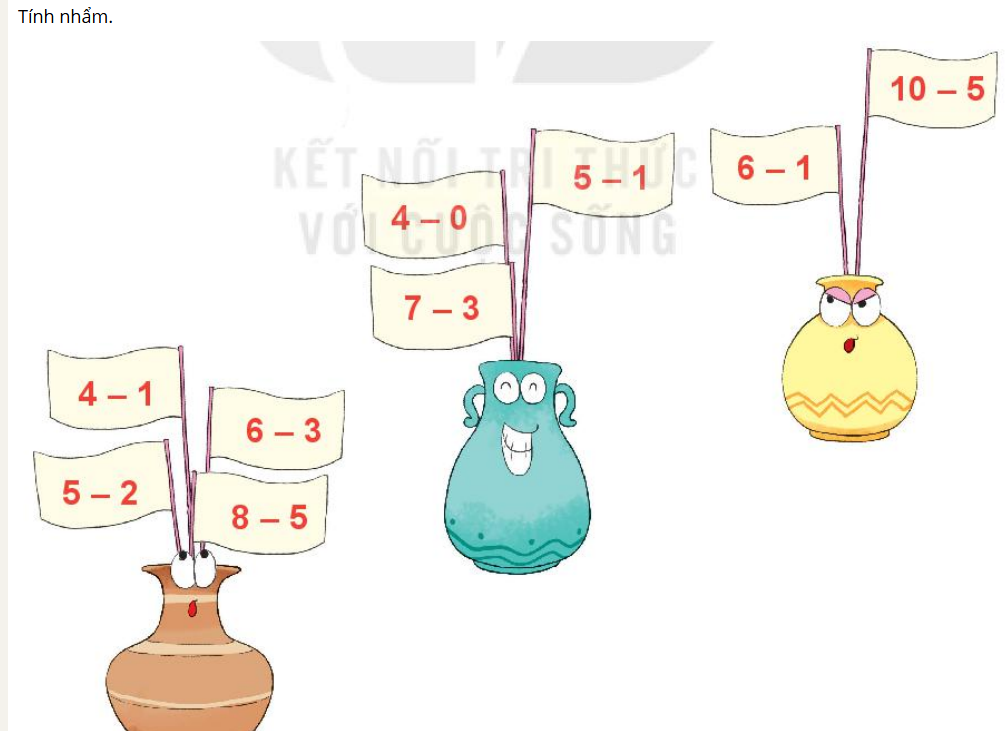 Tính nhẩm.
KẾT NỐI TRI THỨC
VỚI CUỘC SỐNG
10 – 5
6 – 1
5 – 1
4 – 0
7 – 3
4 – 1
6 – 3
5 – 2
8 – 5